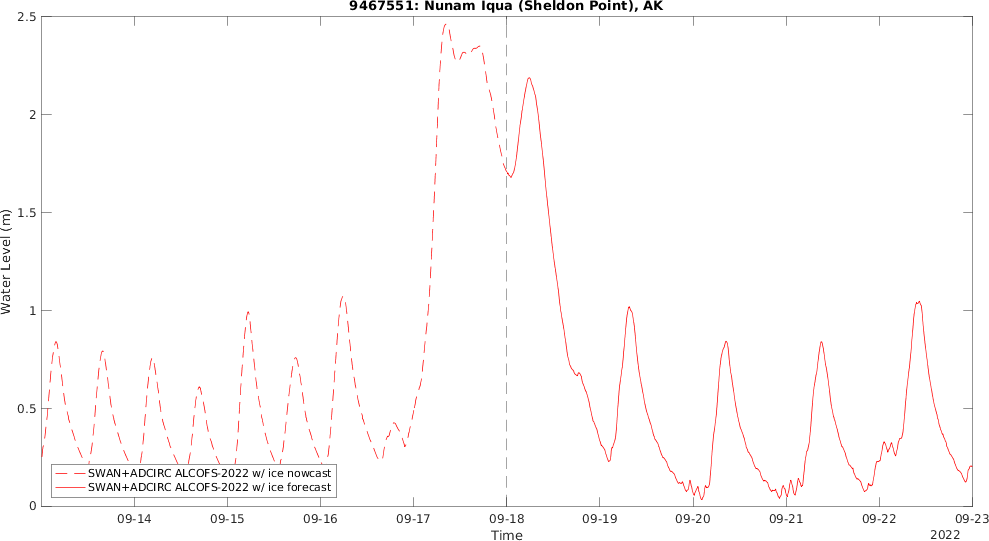 9467551: Nunam Iqua (Sheldon Point), AK
2.5
2
1.5
1
0.5
0
Water Level (m)
SWAN+ADCIRC ALCOFS-2022 w/ ice nowcast
SWAN+ADCIRC ALCOFS-2022 w/ ice forecast
09-14 09-15 09-16 09-17 09-18 09-19 09-20 09-21 09-22 09-23
Time
2022